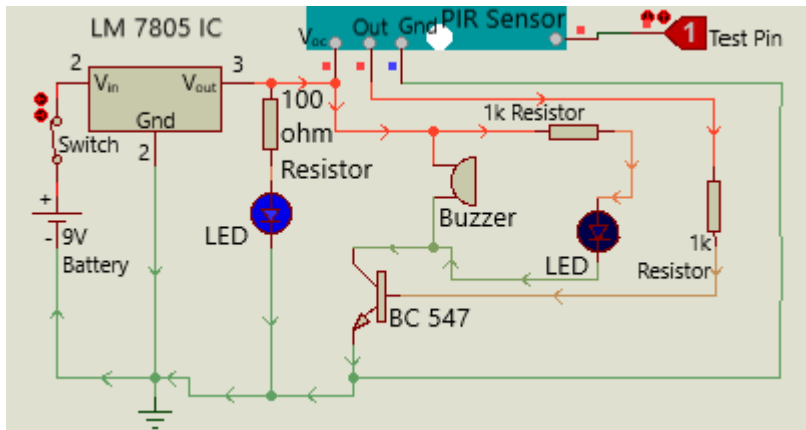 LM 7805 IC
Vcc
Out
Gnd
PIR Sensor
1
Test Pin
2
Vin
Vout
3
Gnd
2
Switch
+
-
9V
Battery
100
ohm
Resistor
LED
1k Resistor
Buzzer
LED
1k
Resistor
BC 547